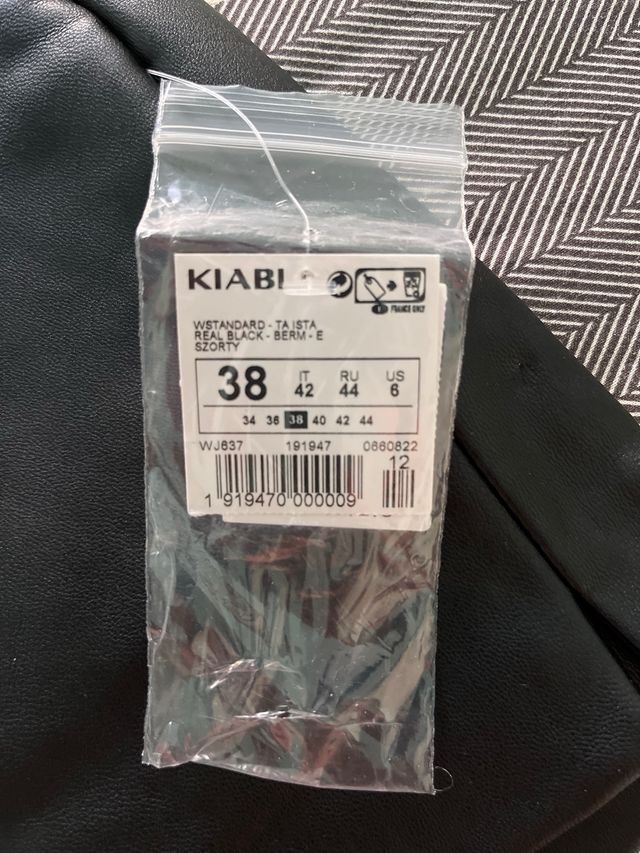 KIABI
FRANCE ONLY
WSTANDARD - TA ISTA
REAL BLACK - BERM - E
SZORTY
38 IT 42 RU 44 US 6
34 36 38 40 42 44
WJ637 191947 0660822
12
1 919470 000009